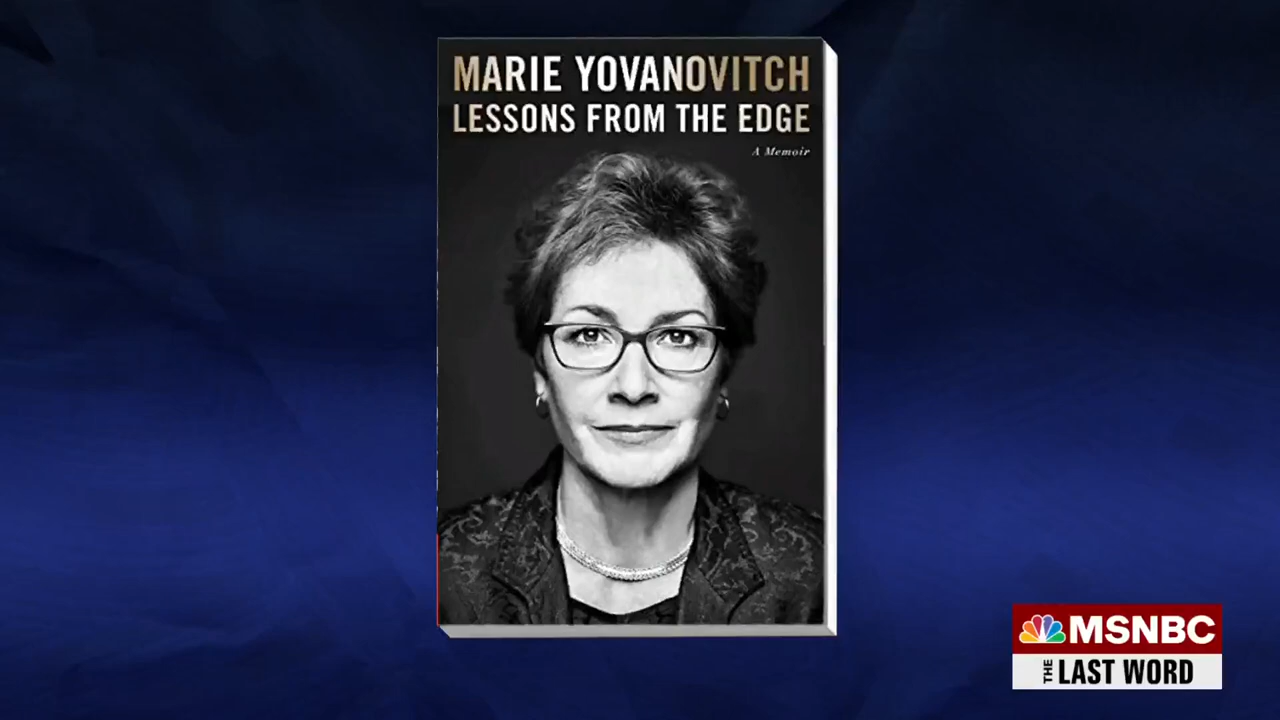 MARIE YOVANOVITCH
LESSONS FROM THE EDGE
A Memoir
MSNBC
THE LAST WORD